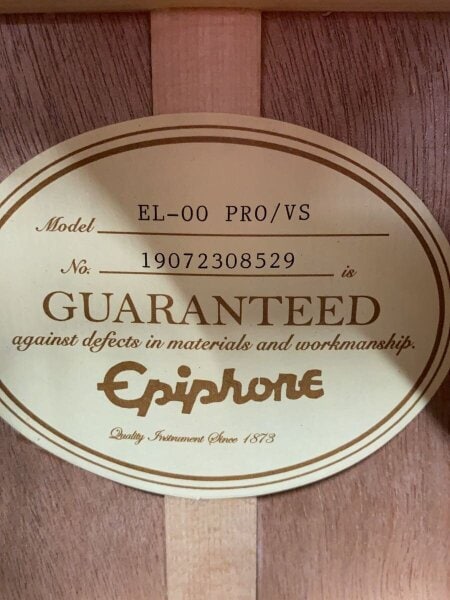 Model EL-00 PRO/VS
No. 19072308529 is
GUARANTEED
against defects in materials and workmanship.
Epiphone
Quality Instrument Since 1873